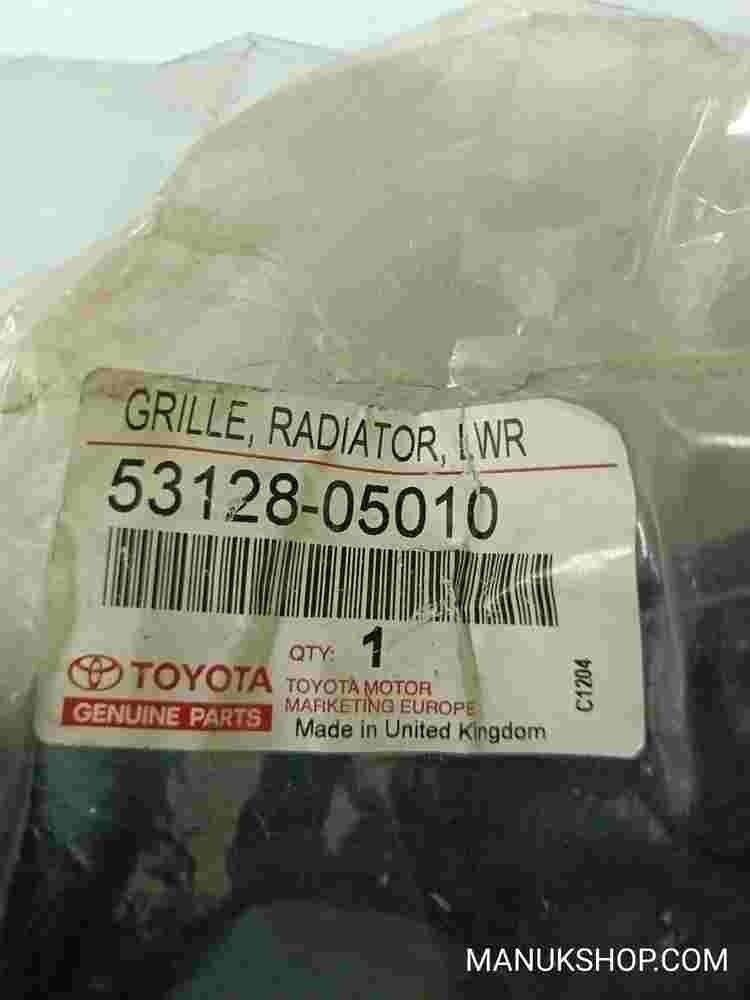 GRILLE, RADIATOR, LWR
53128-05010
QTY: 1
TOYOTA
GENUINE PARTS
TOYOTA MOTOR
MARKETING EUROPE
Made in United Kingdom
C1204
MANUKSHOP.COM